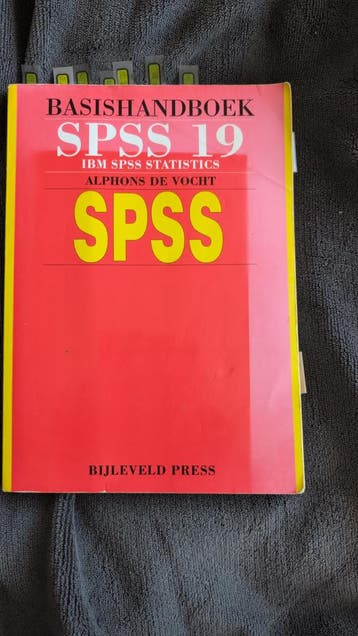 BASISHANDBOEK
SPSS 19
IBM SPSS STATISTICS
ALPHONS DE VOCHT
SPSS
BIJLEVELD PRESS